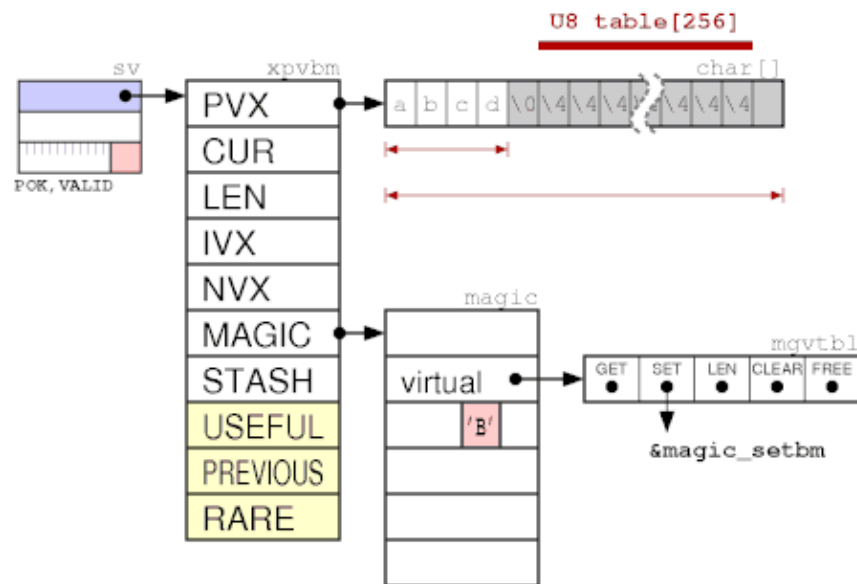 U8 table[256]
sv
xpvbm
char[]
PVX
a b c d \0 \4 \4 \4 \ \4 \4 \4
CUR
POK,VALID
LEN
IVX
NVX
magic
MAGIC
mgvtbl
STASH
virtual
GET SET LEN CLEAR FREE
USEFUL
'B'
&magic_setbm
PREVIOUS
RARE